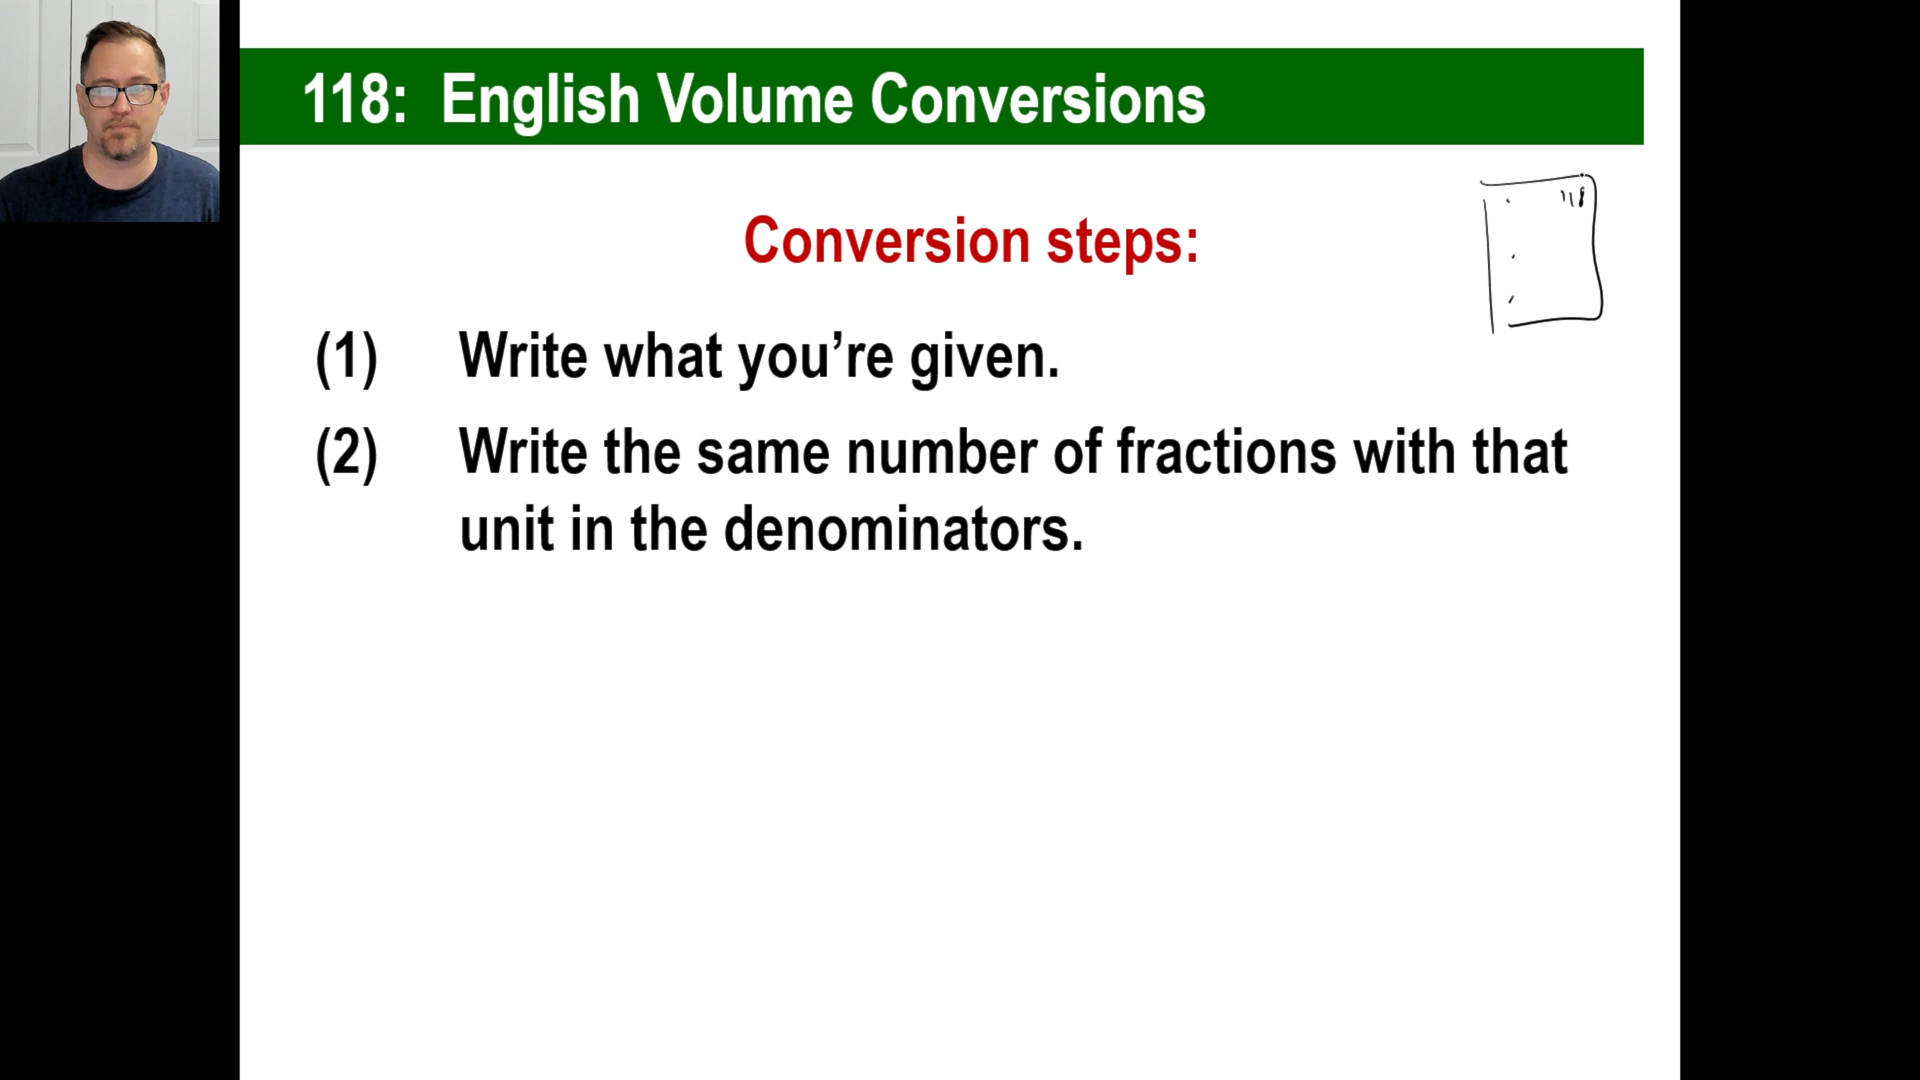 118: English Volume Conversions
118
Conversion steps:
(1) Write what you’re given.
(2) Write the same number of fractions with that
unit in the denominators.